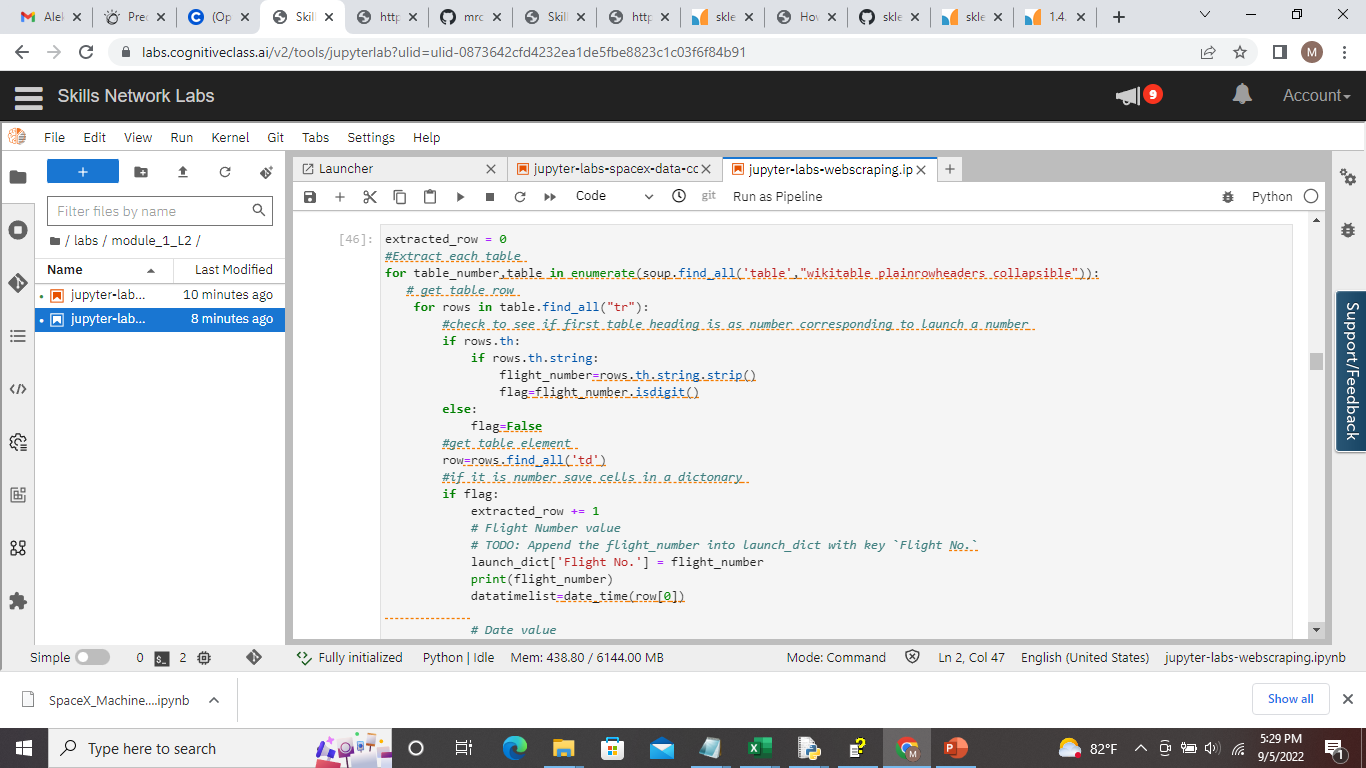 Alek
Prec
(Op
Skil
http
mrc
Skil
http
skle
How
skle
skle
1.4.
labs.cognitiveclass.ai/v2/tools/jupyterlab?ulid=ulid-0873642cfd4232ea1de5fbe8823c1c03f6f84b91
M
Skills Network Labs
9
Account
File Edit View Run Kernel Git Tabs Settings Help
Launcher
jupyter-labs-spacex-data-cc
jupyter-labs-webscraping.ip
Code
git
Run as Pipeline
Python
Filter files by name
/ labs / module_1_L2 /
Name Last Modified
jupyter-lab... 10 minutes ago
jupyter-lab... 8 minutes ago
[46]:
extracted_row = 0
#Extract each table
for table_number,table in enumerate(soup.find_all('table',"wikitable plainrowheaders collapsible")):
# get table row
for rows in table.find_all("tr"):
#check to see if first table heading is as number corresponding to launch a number
if rows.th:
if rows.th.string:
flight_number=rows.th.string.strip()
flag=flight_number.isdigit()
else:
flag=False
#get table element
row=rows.find_all('td')
#if it is number save cells in a dictonary
if flag:
extracted_row += 1
# Flight Number value
# TODO: Append the flight_number into launch_dict with key `Flight No.`
launch_dict['Flight No.'] = flight_number
print(flight_number)
datatimelist=date_time(row[0])
# Date value
Support/Feedback
Simple 0 2 Fully initialized Python | Idle Mem: 438.80 / 6144.00 MB Mode: Command Ln 2, Col 47 English (United States) jupyter-labs-webscraping.ipynb
SpaceX_Machine....ipynb
Show all
Type here to search
82°F
5:29 PM
9/5/2022
1